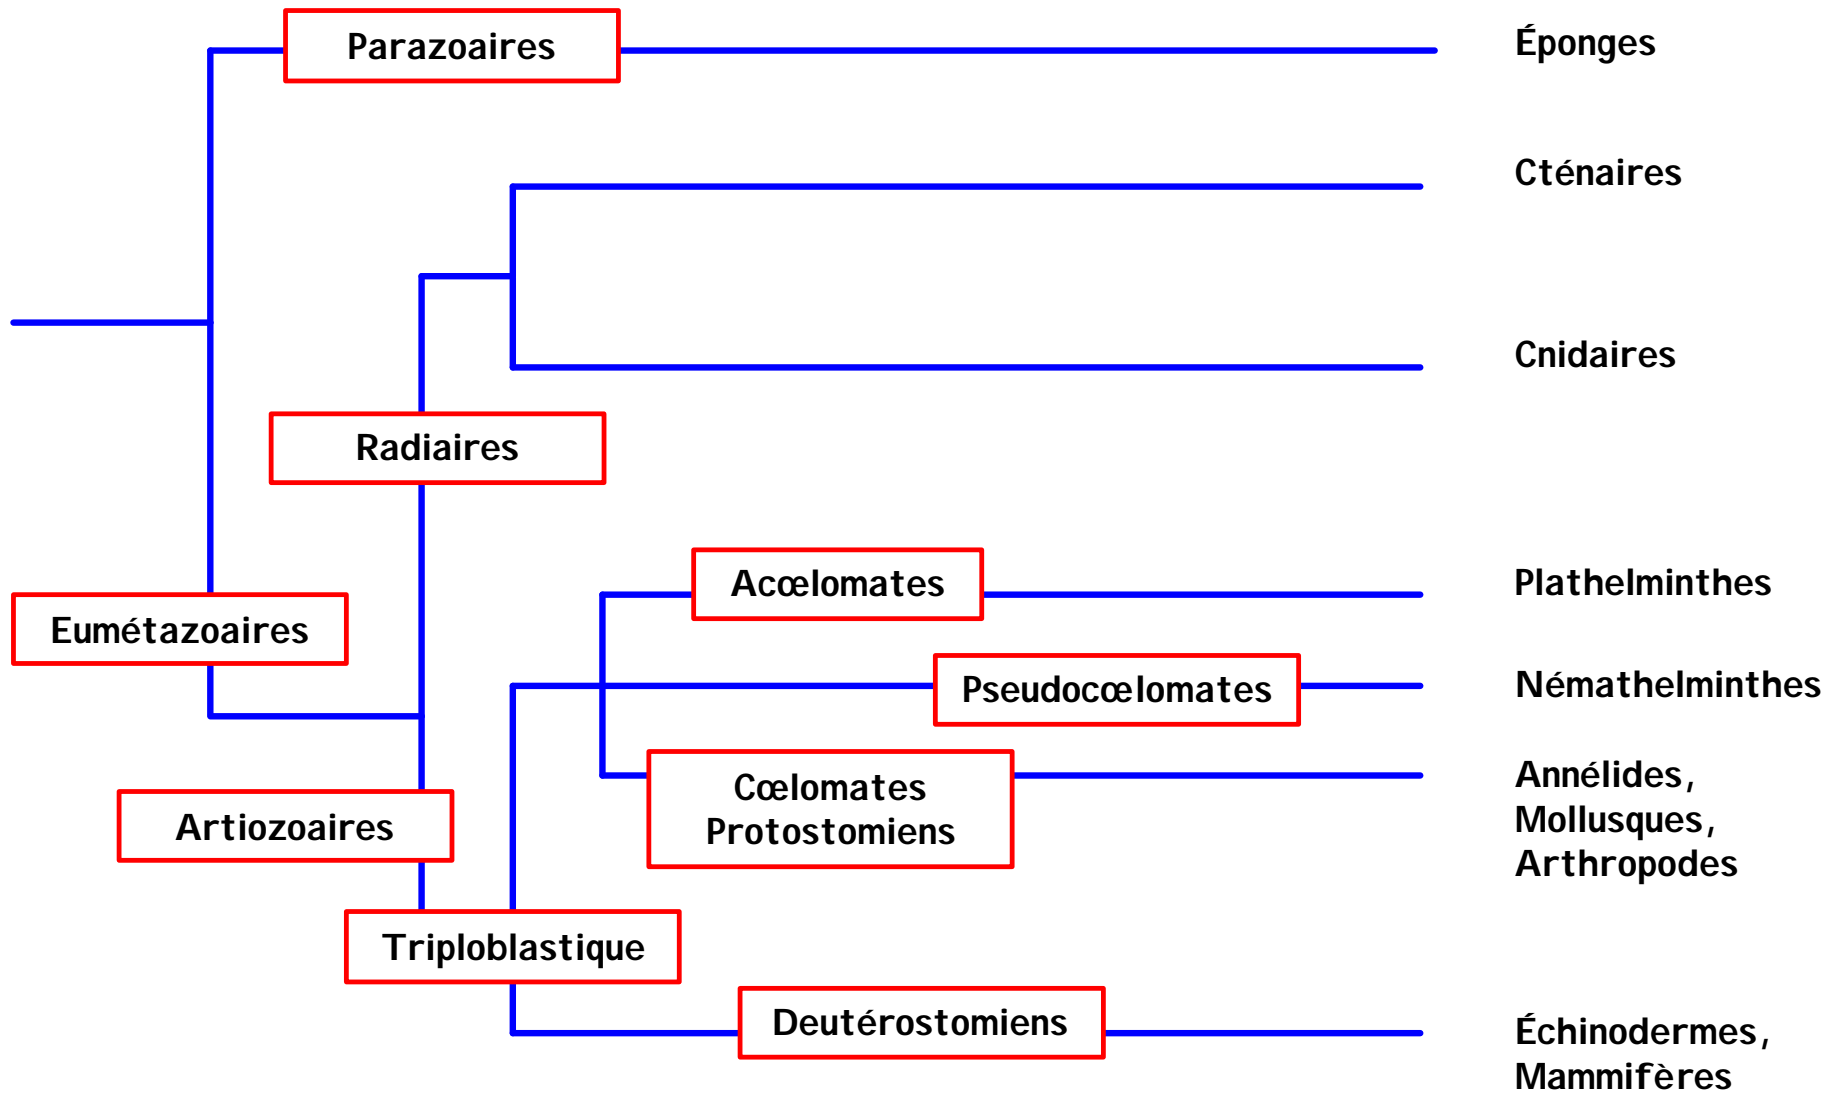 Parazoaires
Éponges
Cténaires
Cnidaires
Radiaires
Acœlomates
Plathelminthes
Eumétazoaires
Pseudocœlomates
Némathelminthes
Cœlomates
Protostomiens
Annélides,
Mollusques,
Arthropodes
Artiozoaires
Triploblastique
Deutérostomiens
Échinodermes,
Mammifères